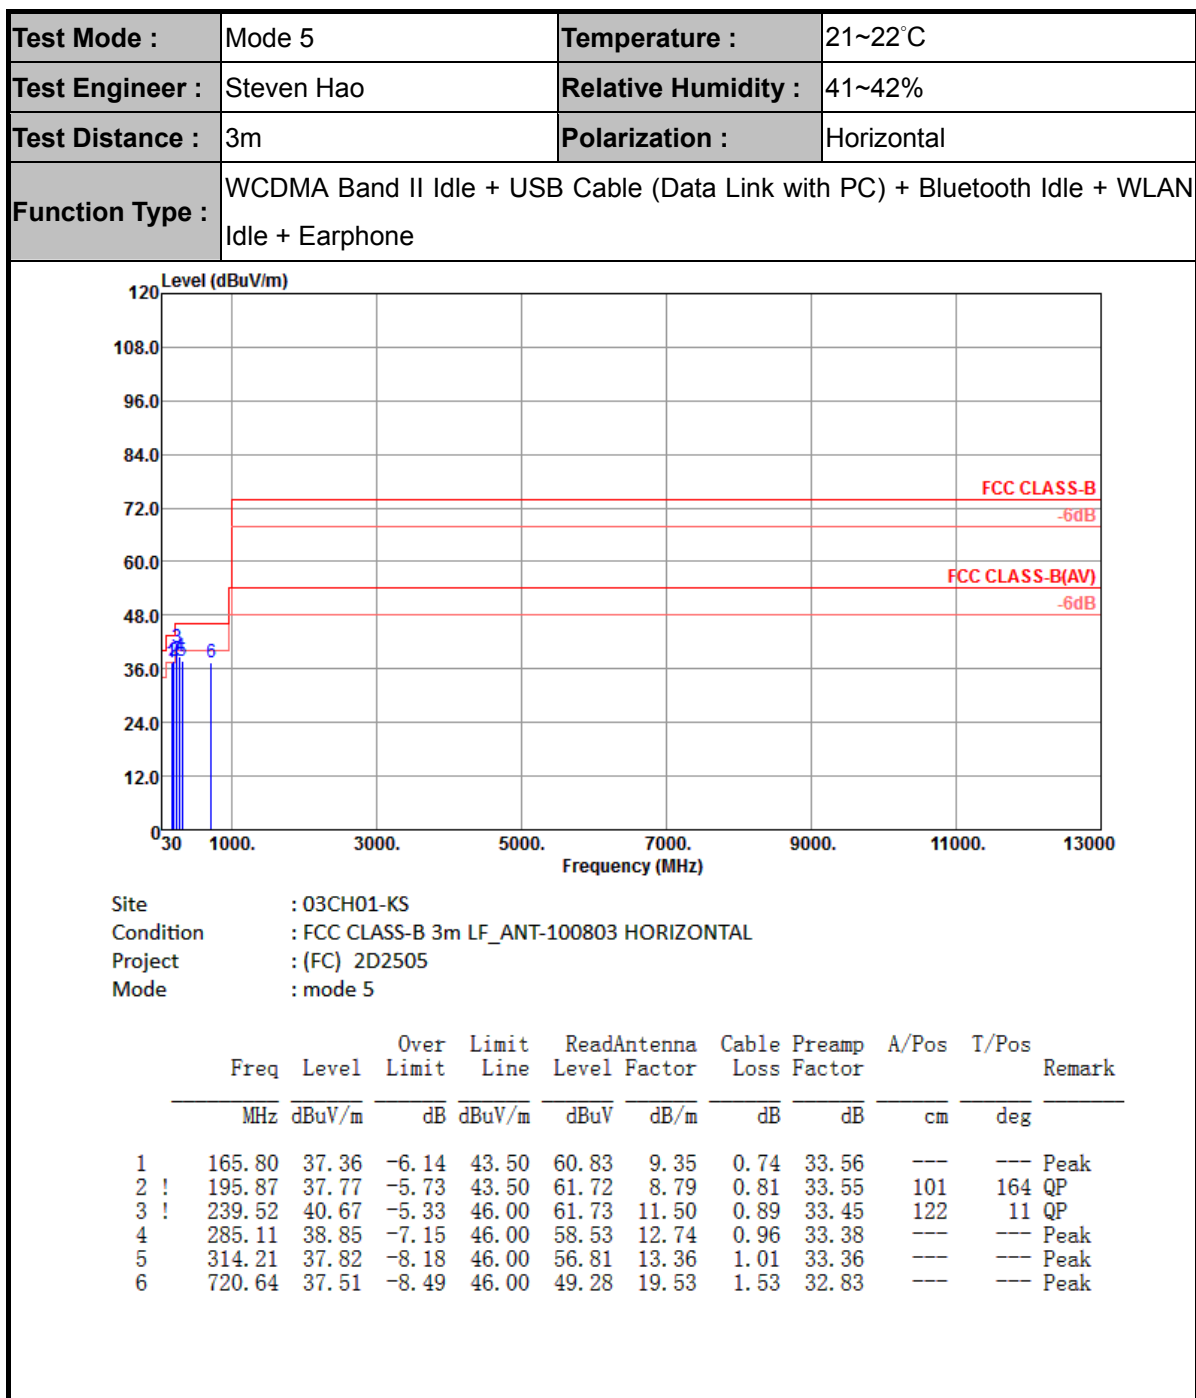 Test Mode : Mode 5 Temperature : 21~22°C
Test Engineer : Steven Hao Relative Humidity : 41~42%
Test Distance : 3m Polarization : Horizontal
Function Type : WCDMA Band II Idle + USB Cable (Data Link with PC) + Bluetooth Idle + WLAN
Idle + Earphone
Level (dBuV/m)
120
108.0
96.0
84.0
FCC CLASS-B
72.0
-6dB
60.0
FCC CLASS-B(AV)
-6dB
48.0
3
1 2 4 5 6
36.0
24.0
12.0
0
30 1000. 3000. 5000. 7000. 9000. 11000. 13000
Frequency (MHz)
Site : 03CH01-KS
Condition : FCC CLASS-B 3m LF_ANT-100803 HORIZONTAL
Project : (FC) 2D2505
Mode : mode 5
Over Limit ReadAntenna Cable Preamp A/Pos T/Pos
Freq Level Limit Line Level Factor Loss Factor Remark
MHz dBuV/m dB dBuV/m dBuV dB/m dB dB cm deg
1 165.80 37.36 -6.14 43.50 60.83 9.35 0.74 33.56 --- --- Peak
2 ! 195.87 37.77 -5.73 43.50 61.72 8.79 0.81 33.55 101 164 QP
3 ! 239.52 40.67 -5.33 46.00 61.73 11.50 0.89 33.45 122 11 QP
4 285.11 38.85 -7.15 46.00 58.53 12.74 0.96 33.38 --- --- Peak
5 314.21 37.82 -8.18 46.00 56.81 13.36 1.01 33.36 --- --- Peak
6 720.64 37.51 -8.49 46.00 49.28 19.53 1.53 32.83 --- --- Peak